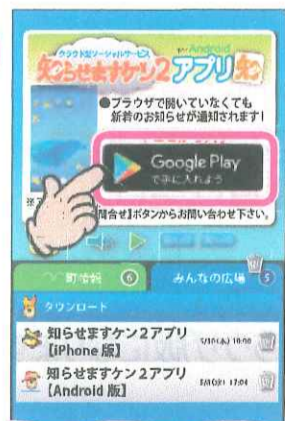 クラウド型ソーシャルサービス
Android
知らせますケン2アプリ 知
●ブラウザで開いていなくても
新着のお知らせが通知されます!
Google Play
で手に入れよう
問合せ】ボタンからお問い合わせ下さい。
町情報 6 みんなの広場 5
ダウンロード
知らせますケン2アプリ
【iPhone 版】
知らせますケン2アプリ
【Android 版】
17:04